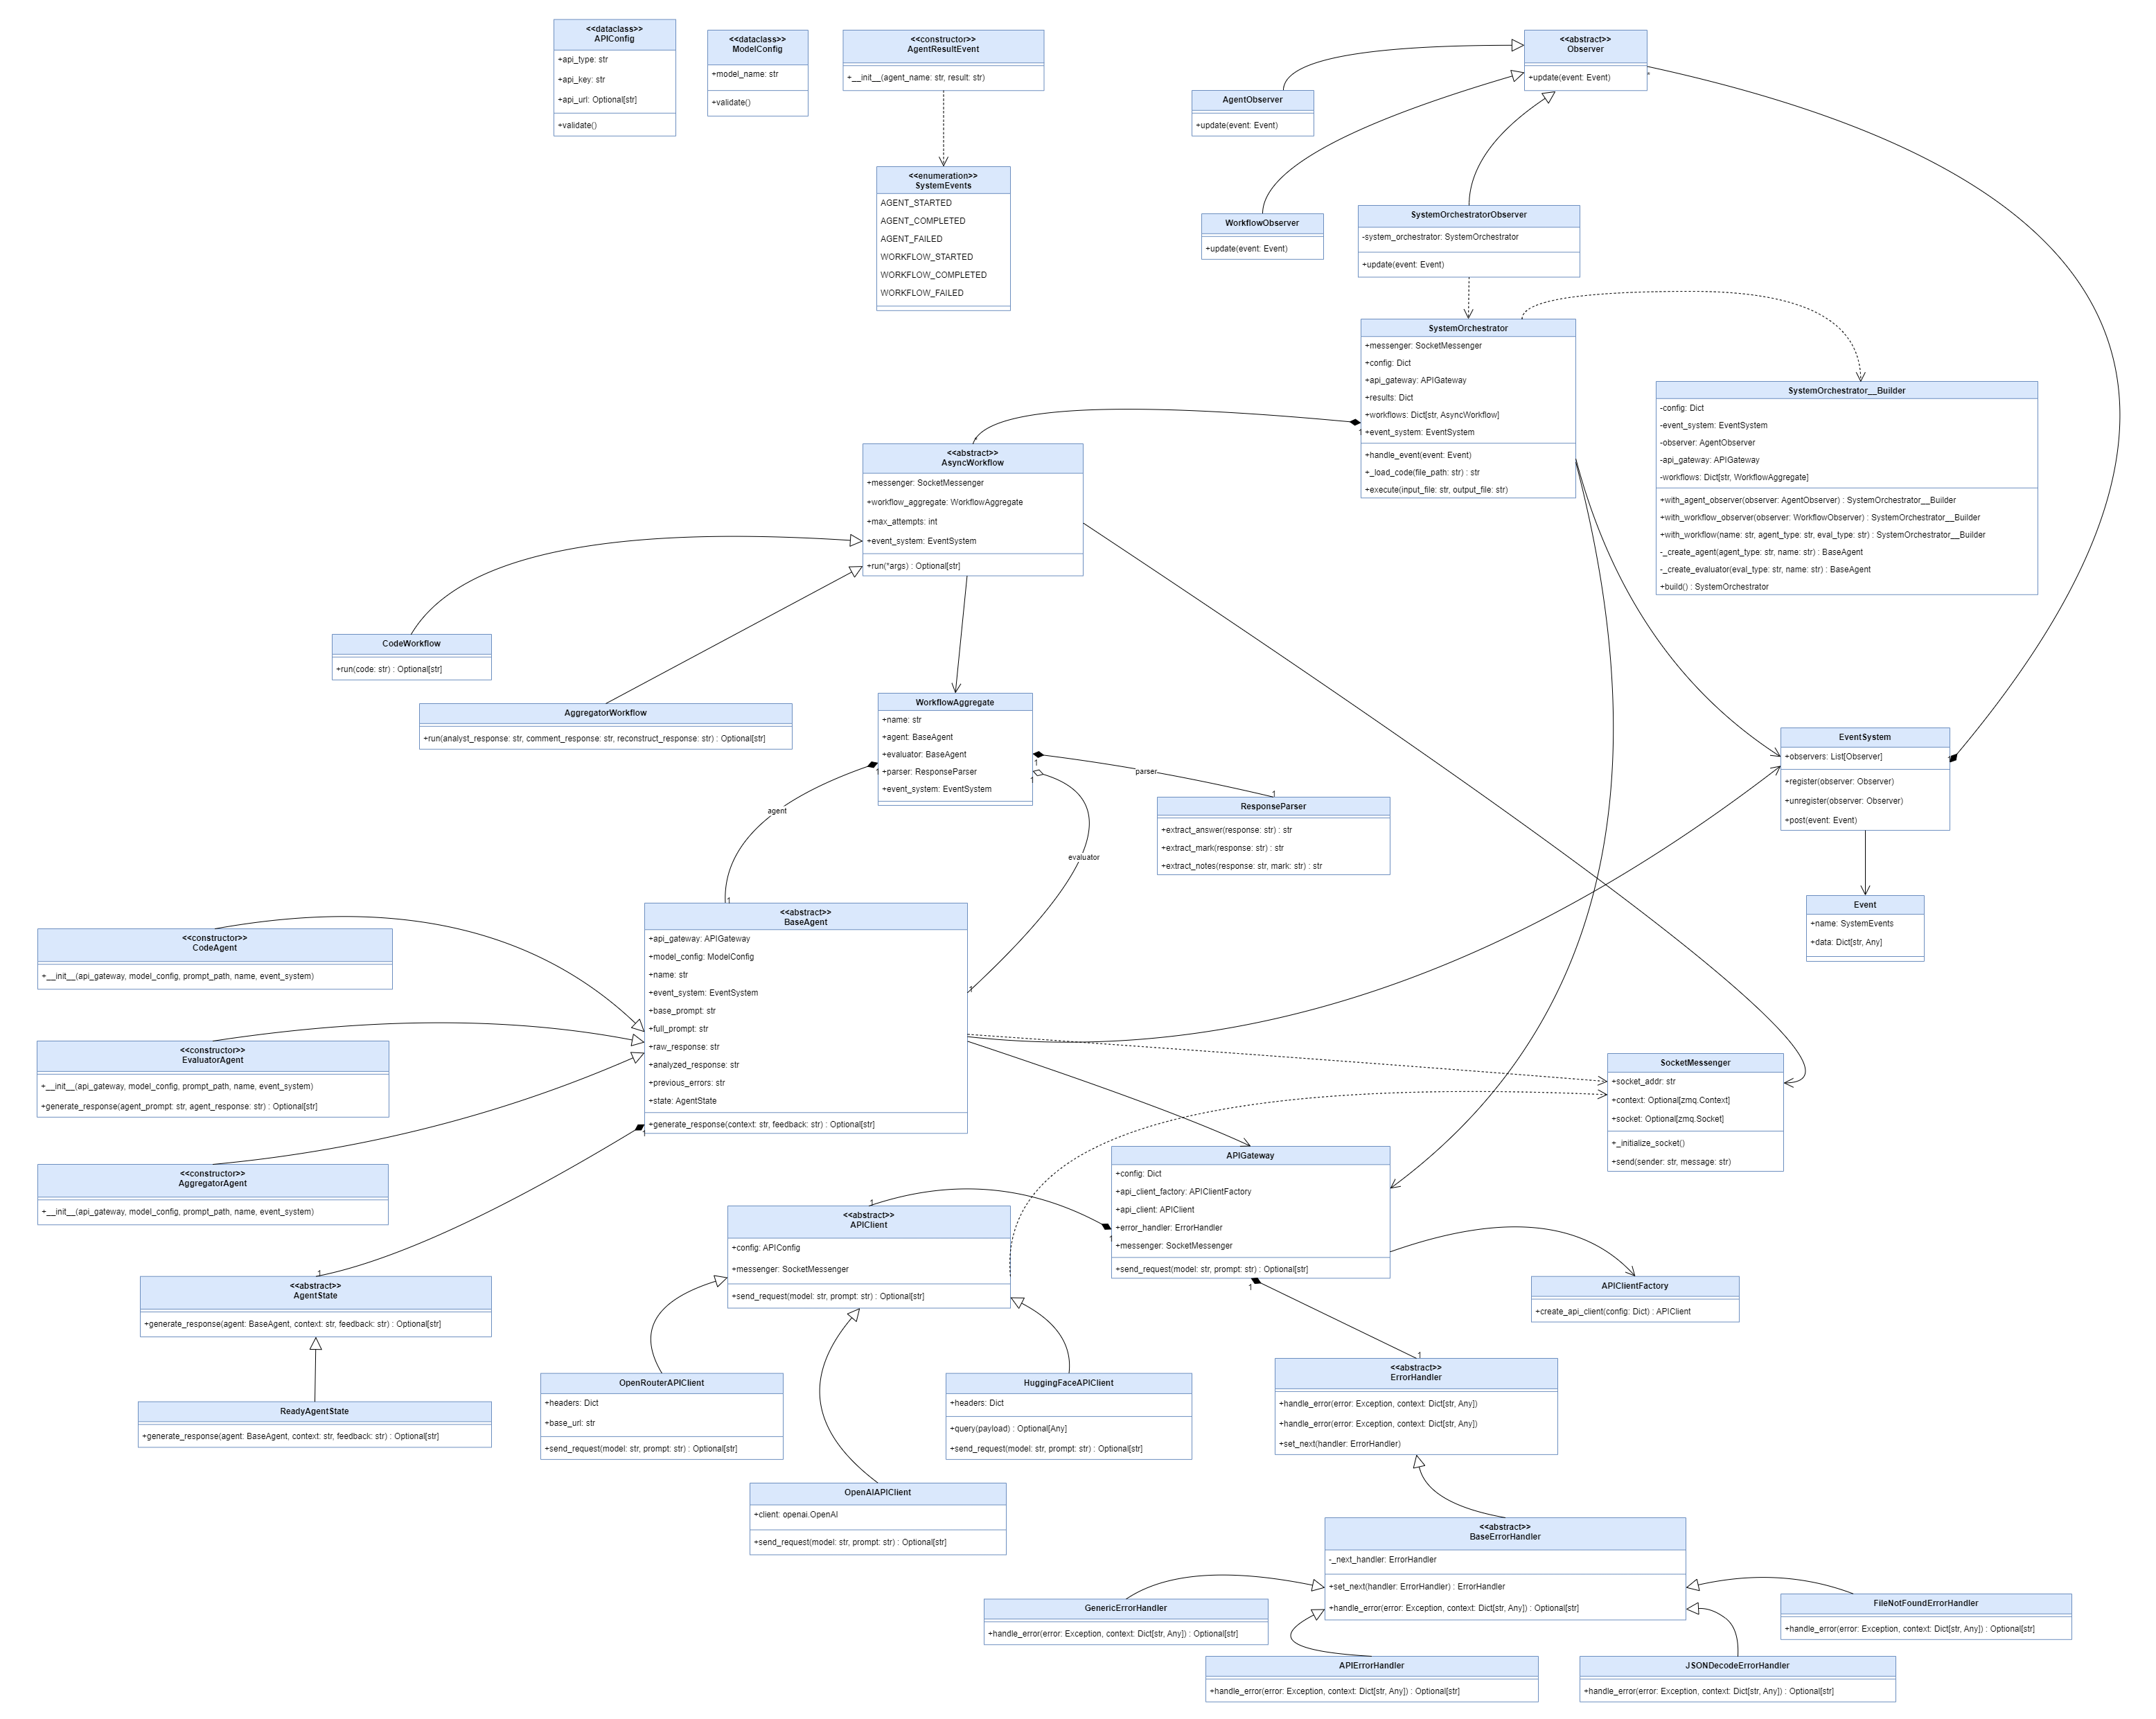 <<dataclass>>
APIConfig
+api_type: str
+api_key: str
+api_url: Optional[str]
+validate()
<<dataclass>>
ModelConfig
+model_name: str
+validate()
<<constructor>>
AgentResultEvent
+__init__(agent_name: str, result: str)
<<enumeration>>
SystemEvents
AGENT_STARTED
AGENT_COMPLETED
AGENT_FAILED
WORKFLOW_STARTED
WORKFLOW_COMPLETED
WORKFLOW_FAILED
<<abstract>>
Observer
+update(event: Event)
*
AgentObserver
+update(event: Event)
WorkflowObserver
+update(event: Event)
SystemOrchestratorObserver
-system_orchestrator: SystemOrchestrator
+update(event: Event)
SystemOrchestrator
+messenger: SocketMessenger
+config: Dict
+api_gateway: APIGateway
+results: Dict
+workflows: Dict[str, AsyncWorkflow]
+event_system: EventSystem
+handle_event(event: Event)
+_load_code(file_path: str) : str
+execute(input_file: str, output_file: str)
1
*
SystemOrchestrator__Builder
-config: Dict
-event_system: EventSystem
-observer: AgentObserver
-api_gateway: APIGateway
-workflows: Dict[str, WorkflowAggregate]
+with_agent_observer(observer: AgentObserver) : SystemOrchestrator__Builder
+with_workflow_observer(observer: WorkflowObserver) : SystemOrchestrator__Builder
+with_workflow(name: str, agent_type: str, eval_type: str) : SystemOrchestrator__Builder
-_create_agent(agent_type: str, name: str) : BaseAgent
-_create_evaluator(eval_type: str, name: str) : BaseAgent
+build() : SystemOrchestrator
<<abstract>>
AsyncWorkflow
+messenger: SocketMessenger
+workflow_aggregate: WorkflowAggregate
+max_attempts: int
+event_system: EventSystem
+run(*args) : Optional[str]
CodeWorkflow
+run(code: str) : Optional[str]
AggregatorWorkflow
+run(analyst_response: str, comment_response: str, reconstruct_response: str) : Optional[str]
WorkflowAggregate
+name: str
+agent: BaseAgent
+evaluator: BaseAgent
+parser: ResponseParser
+event_system: EventSystem
1
1
1
parser
1
agent
evaluator
ResponseParser
+extract_answer(response: str) : str
+extract_mark(response: str) : str
+extract_notes(response: str, mark: str) : str
EventSystem
+observers: List[Observer]
+register(observer: Observer)
+unregister(observer: Observer)
+post(event: Event)
Event
+name: SystemEvents
+data: Dict[str, Any]
1
<<abstract>>
BaseAgent
+api_gateway: APIGateway
+model_config: ModelConfig
+name: str
+event_system: EventSystem
+base_prompt: str
+full_prompt: str
+raw_response: str
+analyzed_response: str
+previous_errors: str
+state: AgentState
+generate_response(context: str, feedback: str) : Optional[str]
1
1
<<constructor>>
CodeAgent
+__init__(api_gateway, model_config, prompt_path, name, event_system)
<<constructor>>
EvaluatorAgent
+__init__(api_gateway, model_config, prompt_path, name, event_system)
+generate_response(agent_prompt: str, agent_response: str) : Optional[str]
<<constructor>>
AggregatorAgent
+__init__(api_gateway, model_config, prompt_path, name, event_system)
1
<<abstract>>
AgentState
+generate_response(agent: BaseAgent, context: str, feedback: str) : Optional[str]
ReadyAgentState
+generate_response(agent: BaseAgent, context: str, feedback: str) : Optional[str]
SocketMessenger
+socket_addr: str
+context: Optional[zmq.Context]
+socket: Optional[zmq.Socket]
+_initialize_socket()
+send(sender: str, message: str)
APIGateway
+config: Dict
+api_client_factory: APIClientFactory
+api_client: APIClient
+error_handler: ErrorHandler
+messenger: SocketMessenger
+send_request(model: str, prompt: str) : Optional[str]
1
1
1
<<abstract>>
APIClient
+config: APIConfig
+messenger: SocketMessenger
+send_request(model: str, prompt: str) : Optional[str]
APIClientFactory
+create_api_client(config: Dict) : APIClient
OpenRouterAPIClient
+headers: Dict
+base_url: str
+send_request(model: str, prompt: str) : Optional[str]
HuggingFaceAPIClient
+headers: Dict
+query(payload) : Optional[Any]
+send_request(model: str, prompt: str) : Optional[str]
OpenAIAPIClient
+client: openai.OpenAI
+send_request(model: str, prompt: str) : Optional[str]
1
<<abstract>>
ErrorHandler
+handle_error(error: Exception, context: Dict[str, Any])
+handle_error(error: Exception, context: Dict[str, Any])
+set_next(handler: ErrorHandler)
<<abstract>>
BaseErrorHandler
-_next_handler: ErrorHandler
+set_next(handler: ErrorHandler) : ErrorHandler
+handle_error(error: Exception, context: Dict[str, Any]) : Optional[str]
GenericErrorHandler
+handle_error(error: Exception, context: Dict[str, Any]) : Optional[str]
FileNotFoundErrorHandler
+handle_error(error: Exception, context: Dict[str, Any]) : Optional[str]
APIErrorHandler
+handle_error(error: Exception, context: Dict[str, Any]) : Optional[str]
JSONDecodeErrorHandler
+handle_error(error: Exception, context: Dict[str, Any]) : Optional[str]